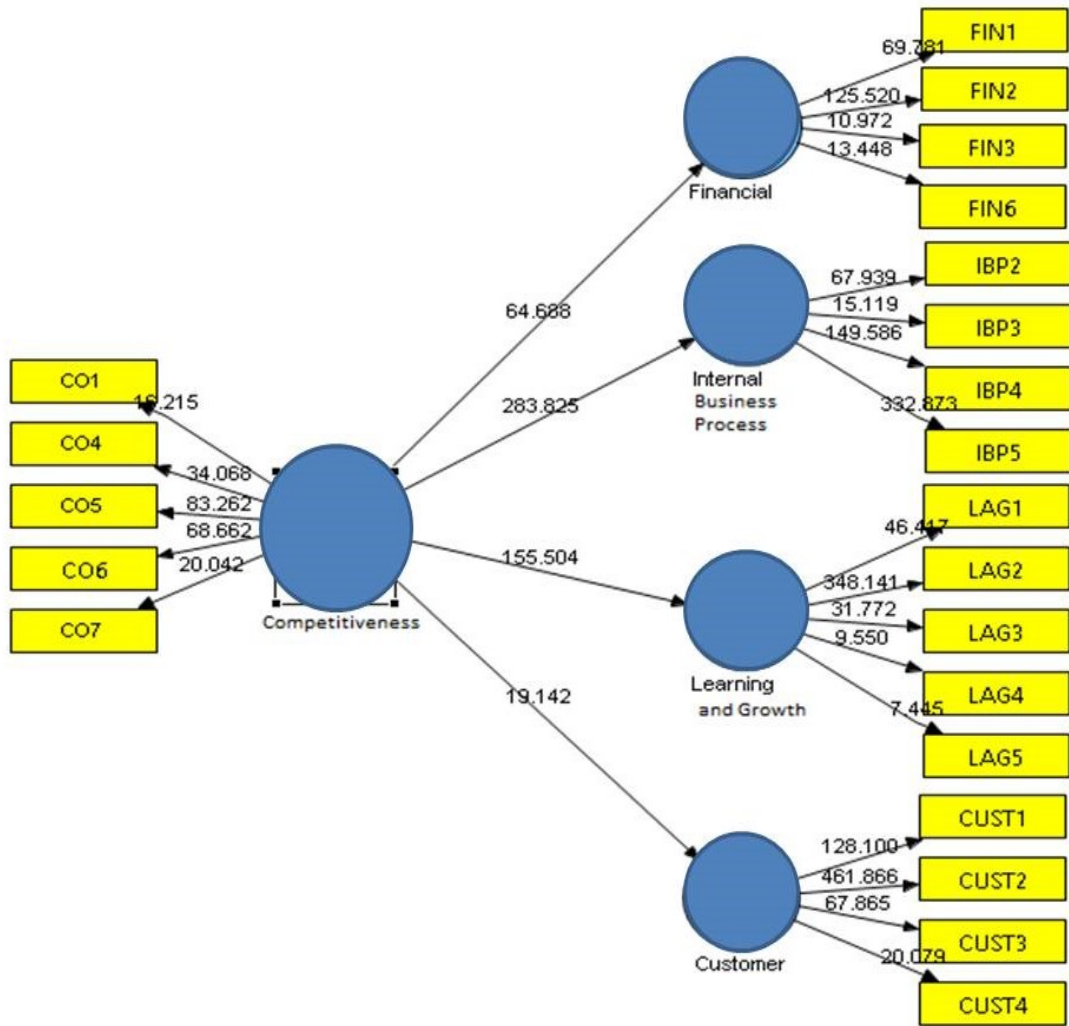 FIN1
69.781
FIN2
125.520
10.972
FIN3
13.448
FIN6
Financial
IBP2
67.939
15.119
IBP3
149.586
IBP4
332.873
IBP5
Internal
Business
Process
64.688
283.825
CO1
CO4
34.068
CO5
83.262
68.662
CO6
20.042
CO7
Competitiveness
155.504
19.142
LAG1
46.417
LAG2
348.141
31.772
LAG3
9.550
LAG4
7.445
LAG5
Learning
and Growth
CUST1
128.100
461.866
CUST2
67.865
CUST3
20.079
CUST4
Customer